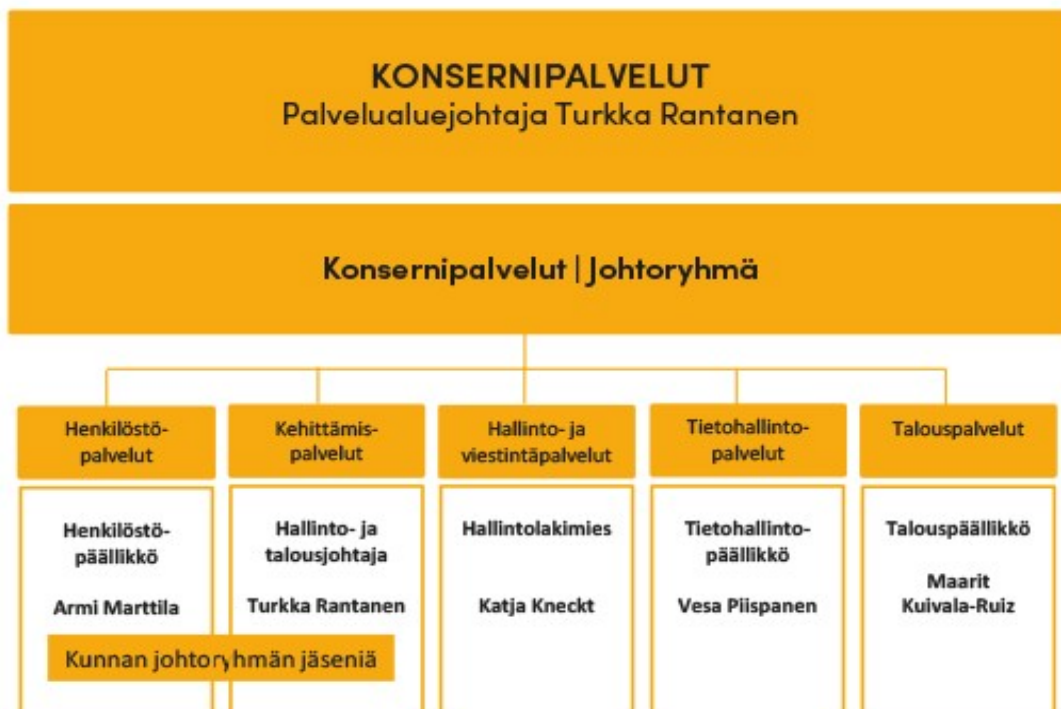 KONSERNIPALVELUT
Palvelualuejohtaja Turkka Rantanen
Konsernipalvelut | Johtoryhmä
Henkilöstö-
palvelut
Kehittämis-
palvelut
Hallinto- ja
viestintäpalvelut
Tietohallinto-
palvelut
Talouspalvelut
Henkilöstö-
päällikkö
Armi Marttila
Hallinto- ja
talousjohtaja
Turkka Rantanen
Hallintolakimies
Katja Kneckt
Tietohallinto-
päällikkö
Vesa Piispanen
Talouspäällikkö
Maarit
Kuivala-Ruiz
Kunnan johtoryhmän jäseniä